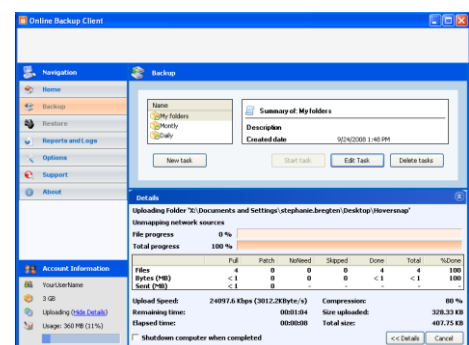 Online Backup Client
Navigation
Home
Backup
Restore
Reports and Logs
Options
Support
About
Account Information
YourUserName
3 GB
Uploading (Hide Details)
Usage: 360 MB (11%)
Backup
Name
My folders
Montly
Daily
Summary of: My folders
Description
Created date 9/24/2008 1:48 PM
New task Start task Edit Task Delete tasks
Details
Uploading Folder 'X:\Documents and Settings\stephanie.bregten\Desktop\Hoversnap'
Unmapping network sources
File progress 0 %
Total progress 100 %
Full Patch NoNeed Skipped Done Total %Done
Files 4 0 0 0 4 4 100
Bytes (MB) < 1 0 0 0 < 1 < 1 100
Sent (MB) < 1 0 - - - - -
Upload Speed: 24097.6 Kbps (3012.2KByte/s) Compression: 80 %
Remaining time: 00:01:04 Size uploaded: 328.33 KB
Elapsed time: 00:00:08 Total size: 407.75 KB
Shutdown computer when completed << Details Cancel